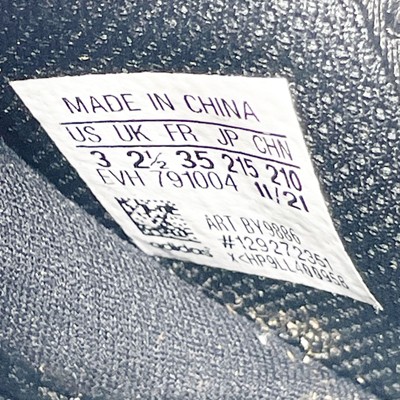 MADE IN CHINA
US UK FR JP CHN
3 2½ 35 215 210
EVH 791004 11/21
ART BY9886
#129272351
adidas